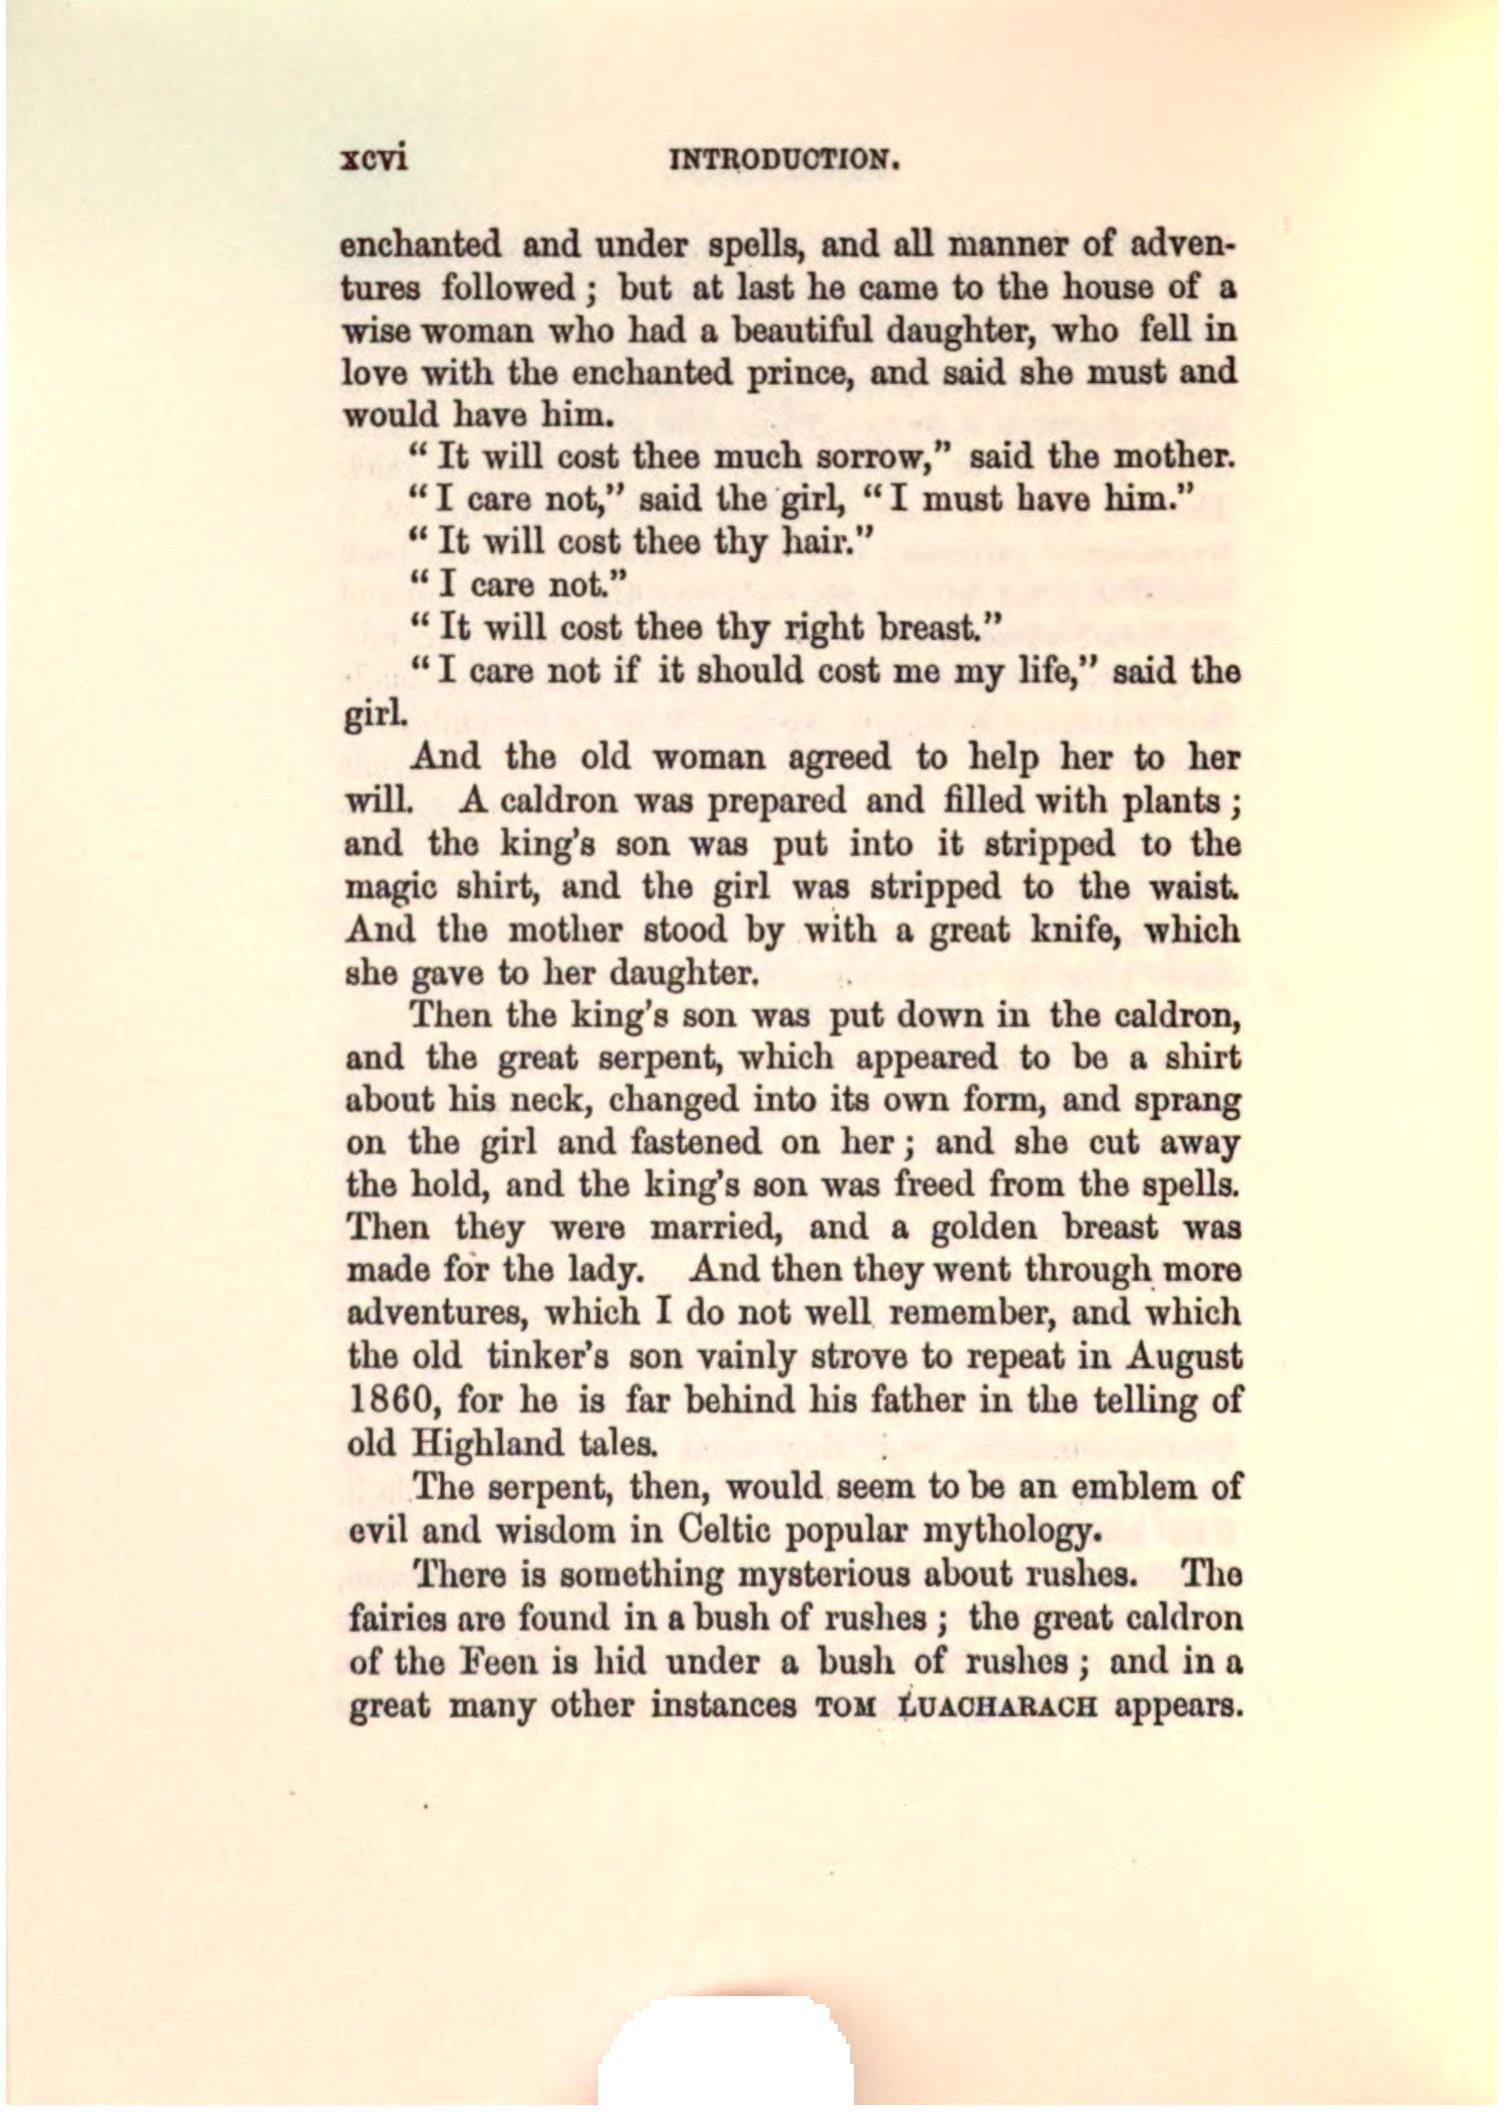 xcvi INTRODUCTION.
enchanted and under spells, and all manner of adven-
tures followed ; but at last he came to the house of a
wise woman who had a beautiful daughter, who fell in
love with the enchanted prince, and said she must and
would have him.
“ It will cost thee much sorrow,” said the mother.
“ I care not,” said the girl, “ I must have him.”
“ It will cost thee thy hair.”
“ I care not.”
“ It will cost thee thy right breast.”
“ I care not if it should cost me my life,” said the
girl.
And the old woman agreed to help her to her
will. A caldron was prepared and filled with plants ;
and the king’s son was put into it stripped to the
magic shirt, and the girl was stripped to the waist.
And the mother stood by with a great knife, which
she gave to her daughter.
Then the king’s son was put down in the caldron,
and the great serpent, which appeared to be a shirt
about his neck, changed into its own form, and sprang
on the girl and fastened on her ; and she cut away
the hold, and the king’s son was freed from the spells.
Then they were married, and a golden breast was
made for the lady. And then they went through more
adventures, which I do not well remember, and which
the old tinker’s son vainly strove to repeat in August
1860, for he is far behind his father in the telling of
old Highland tales.
The serpent, then, would seem to be an emblem of
evil and wisdom in Celtic popular mythology.
There is something mysterious about rushes. The
fairies are found in a bush of rushes ; the great caldron
of the Feen is hid under a bush of rushes ; and in a
great many other instances TOM LUACHARACH appears.